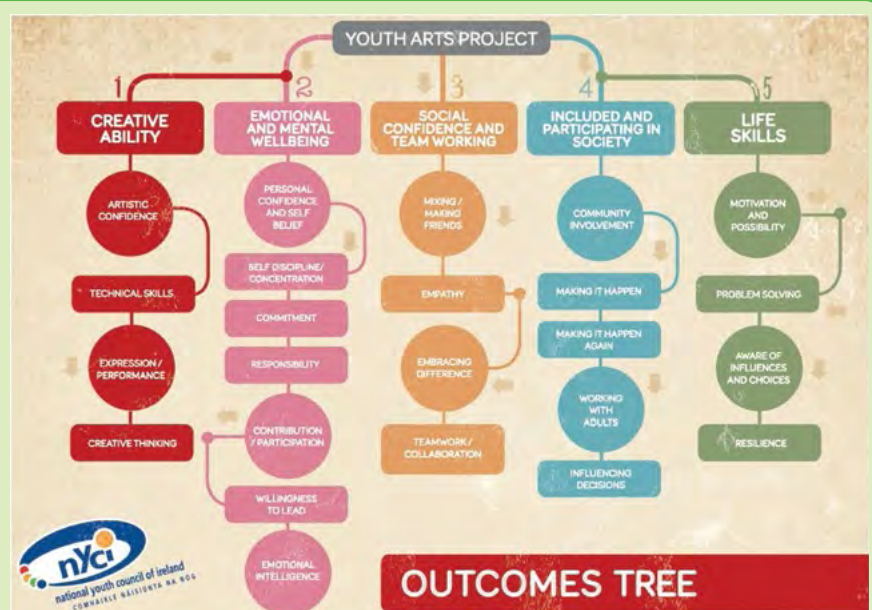 YOUTH ARTS PROJECT
1
CREATIVE
ABILITY
ARTISTIC
CONFIDENCE
TECHNICAL SKILLS
EXPRESSION /
PERFORMANCE
CREATIVE THINKING
2
EMOTIONAL
AND MENTAL
WELLBEING
PERSONAL
CONFIDENCE
AND SELF
BELIEF
SELF DISCIPLINE/
CONCENTRATION
COMMITMENT
RESPONSIBILITY
CONTRIBUTION
/ PARTICIPATION
WILLINGNESS
TO LEAD
EMOTIONAL
INTELLIGENCE
3
SOCIAL
CONFIDENCE AND
TEAM WORKING
MIXING /
MAKING
FRIENDS
EMPATHY
EMBRACING
DIFFERENCE
TEAMWORK /
COLLABORATION
4
INCLUDED AND
PARTICIPATING IN
SOCIETY
COMMUNITY
INVOLVEMENT
MAKING IT HAPPEN
MAKING IT HAPPEN
AGAIN
WORKING
WITH
ADULTS
INFLUENCING
DECISIONS
5
LIFE
SKILLS
MOTIVATION
AND
POSSIBILITY
PROBLEM SOLVING
AWARE OF
INFLUENCES
AND CHOICES
RESILIENCE
nyci
national youth council of ireland
COMHAIRLE NÁISIÚNTA NA NÓG
OUTCOMES TREE